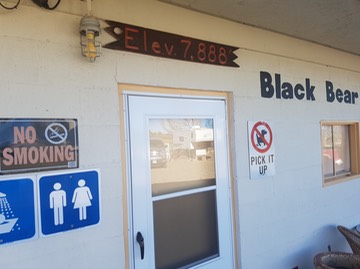 Elev. 7,888'
Black Bear
NO
SMOKING
PICK IT
UP